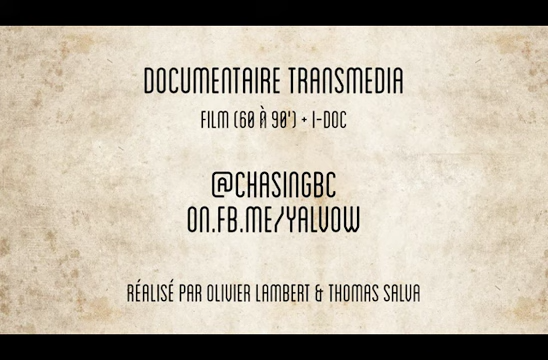 DOCUMENTAIRE TRANSMEDIA
FILM (60 À 90') + I-DOC
@CHASINGBC
ON.FB.ME/YALVOW
RÉALISÉ PAR OLIVIER LAMBERT & THOMAS SALVA